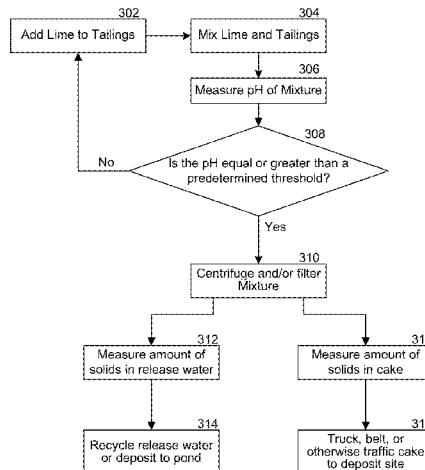 302
Add Lime to Tailings
304
Mix Lime and Tailings
306
Measure pH of Mixture
308
Is the pH equal or greater than a
predetermined threshold?
No
Yes
310
Centrifuge and/or filter
Mixture
312
Measure amount of
solids in release water
31
Measure amount of
solids in cake
314
Recycle release water
or deposit to pond
31
Truck, belt, or
otherwise traffic cake
to deposit site